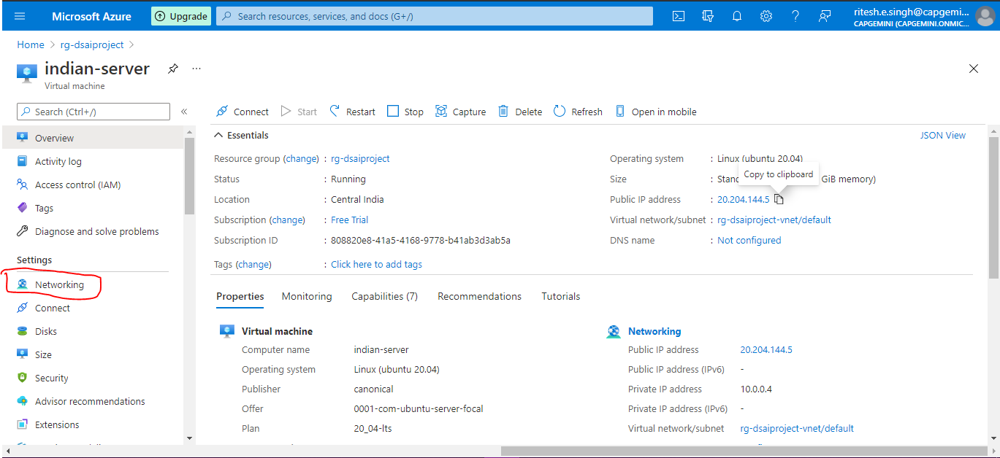 Microsoft Azure
Upgrade
Search resources, services, and docs (G+/)
ritesh.e.singh@capgemi...
CAPGEMINI (CAPGEMINI.ONMIC...
Home > rg-dsaiproject >
indian-server
...
Virtual machine
Search (Ctrl+/)
«
Connect
Start
Restart
Stop
Capture
Delete
Refresh
Open in mobile
Overview
Activity log
Access control (IAM)
Tags
Diagnose and solve problems
Settings
Networking
Connect
Disks
Size
Security
Advisor recommendations
Extensions
Essentials
JSON View
Resource group (change) : rg-dsaiproject
Status : Running
Location : Central India
Subscription (change) : Free Trial
Subscription ID : 808820e8-41a5-4168-9778-b41ab3d3ab5a
Tags (change) : Click here to add tags
Operating system : Linux (ubuntu 20.04)
Copy to clipboard
Size : Stand GiB memory)
Public IP address : 20.204.144.5
Virtual network/subnet : rg-dsaiproject-vnet/default
DNS name : Not configured
Properties
Monitoring
Capabilities (7)
Recommendations
Tutorials
Virtual machine
Computer name indian-server
Operating system Linux (ubuntu 20.04)
Publisher canonical
Offer 0001-com-ubuntu-server-focal
Plan 20_04-lts
Networking
Public IP address 20.204.144.5
Public IP address (IPv6) -
Private IP address 10.0.0.4
Private IP address (IPv6) -
Virtual network/subnet rg-dsaiproject-vnet/default